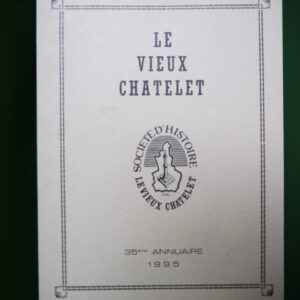 LE
VIEUX
CHATELET
SOCIETE D'HISTOIRE
LE VIEUX CHATELET
35ème ANNUAIRE
1995